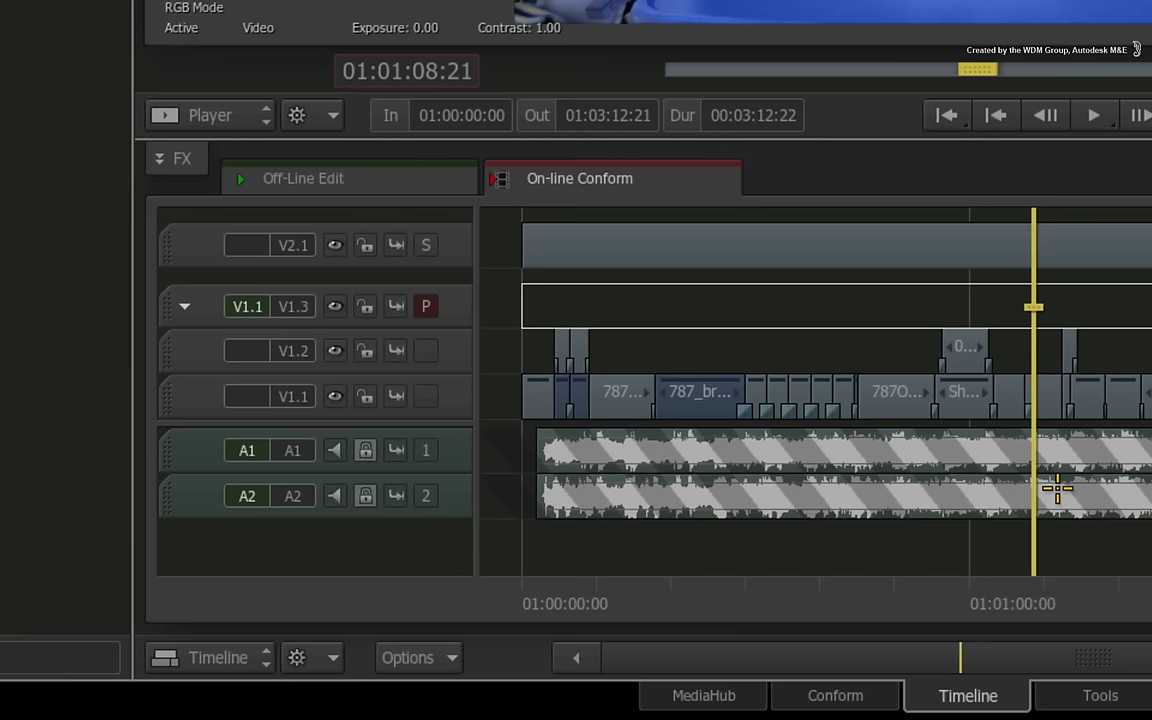 RGB Mode
Active Video Exposure: 0.00 Contrast: 1.00
Created by the WDM Group, Autodesk M&E
01:01:08:21
Player In 01:00:00:00 Out 01:03:12:21 Dur 00:03:12:22
FX Off-Line Edit On-line Conform
V2.1 S
V1.1 V1.3 P
V1.2 0...
V1.1 787... 787_br... 787O... Sh...
A1 A1 1
A2 A2 2
01:00:00:00 01:01:00:00
Timeline Options
MediaHub Conform Timeline Tools